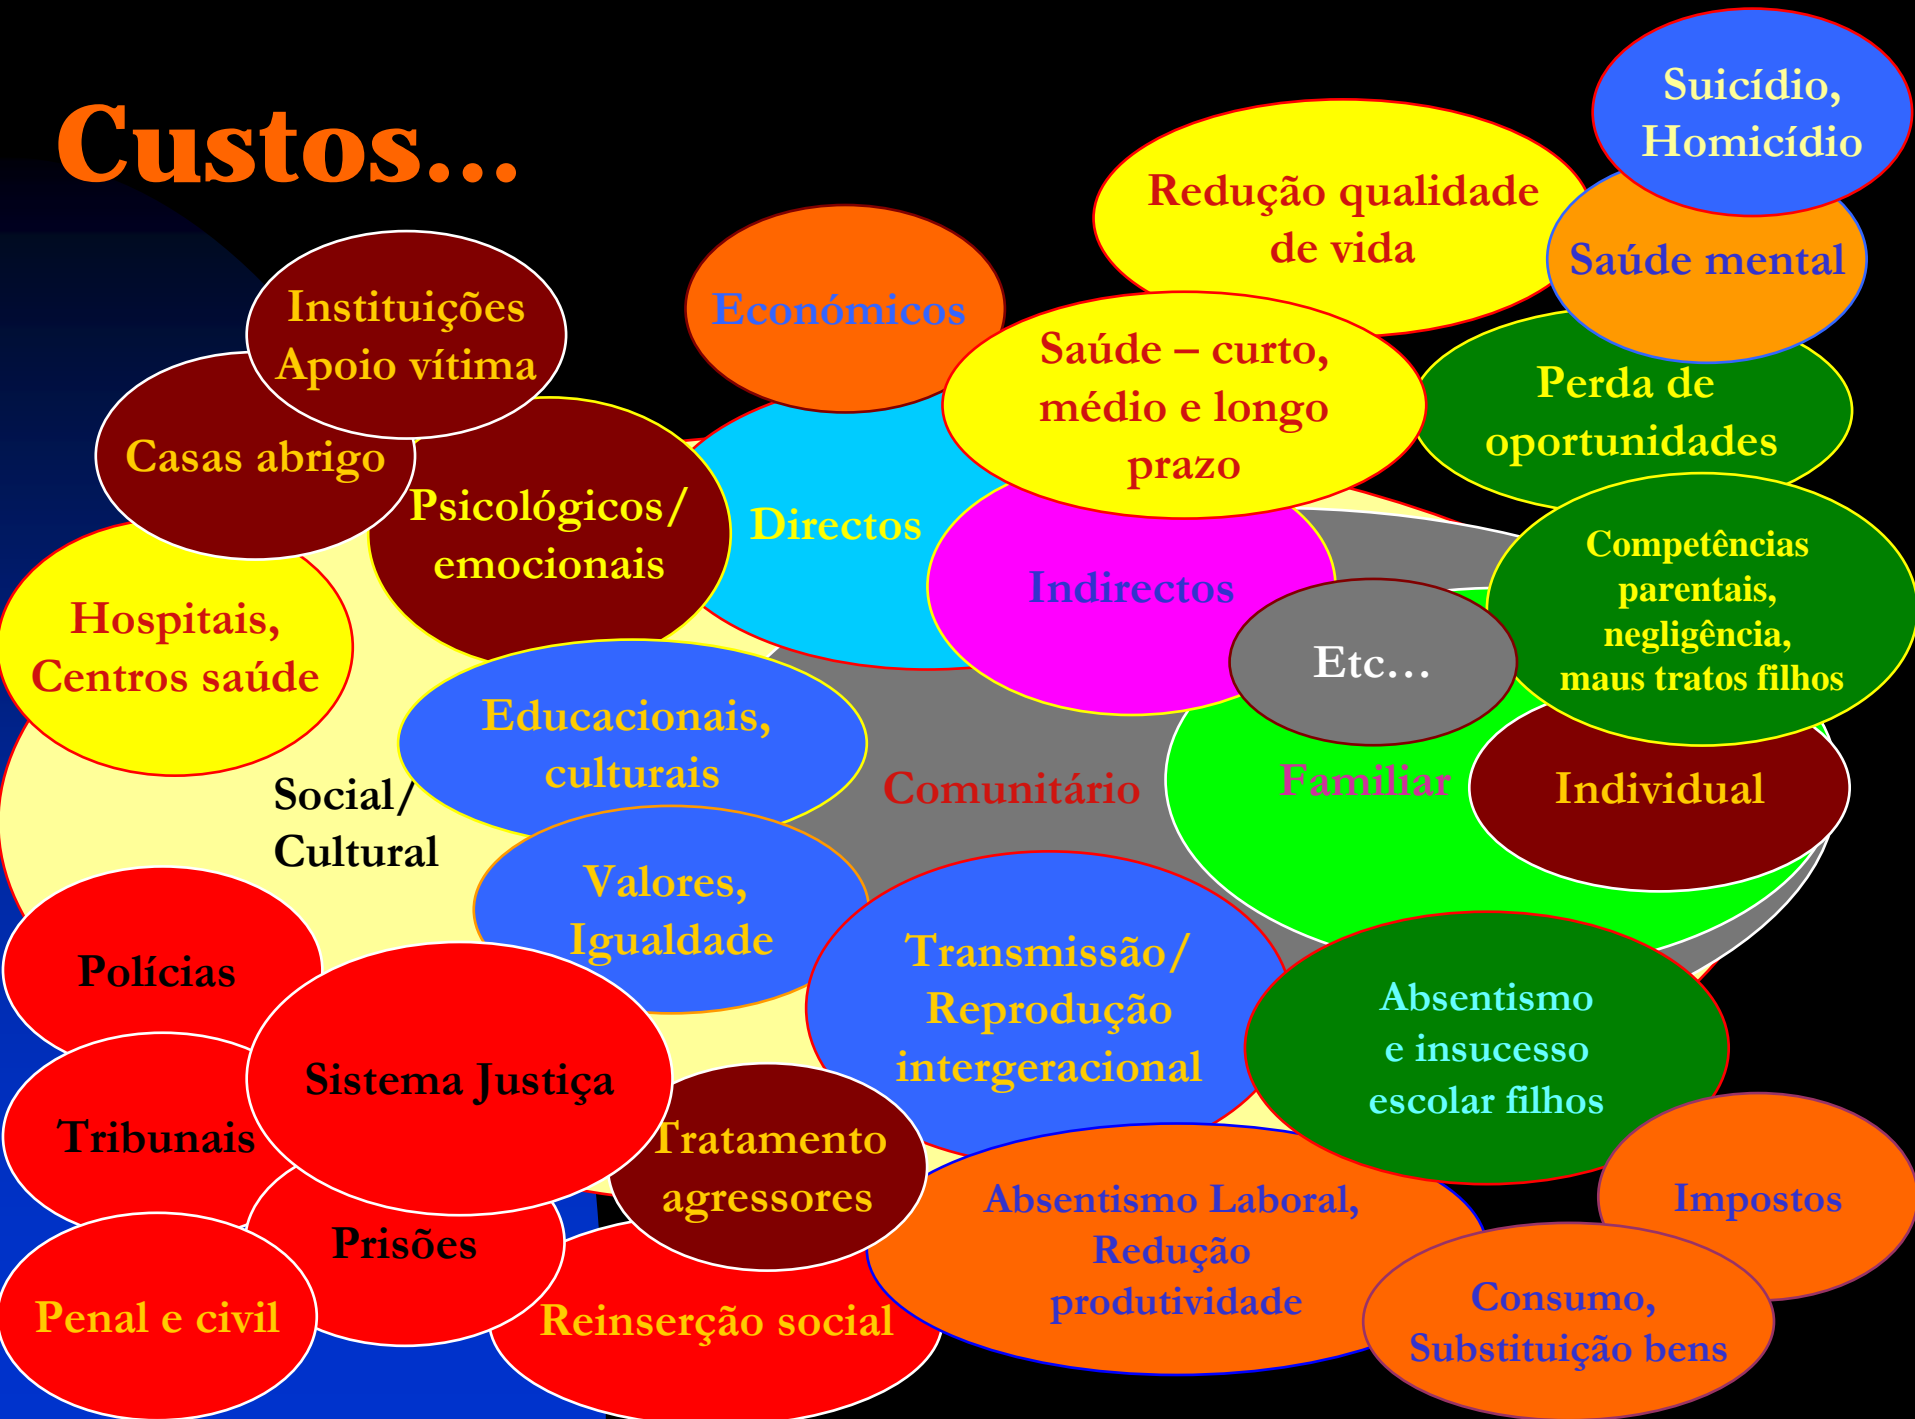 Custos...
Suicídio,
Homicídio
Redução qualidade
de vida
Saúde mental
Instituições
Apoio vítima
Económicos
Saúde – curto,
médio e longo
prazo
Perda de
oportunidades
Casas abrigo
Psicológicos/
emocionais
Directos
Indirectos
Competências
parentais,
negligência,
maus tratos filhos
Hospitais,
Centros saúde
Etc…
Educacionais,
culturais
Social/
Cultural
Comunitário
Familiar
Individual
Valores,
Igualdade
Polícias
Transmissão/
Reprodução
intergeracional
Absentismo
e insucesso
escolar filhos
Sistema Justiça
Tribunais
Tratamento
agressores
Absentismo Laboral,
Redução
produtividade
Impostos
Prisões
Penal e civil
Reinserção social
Consumo,
Substituição bens